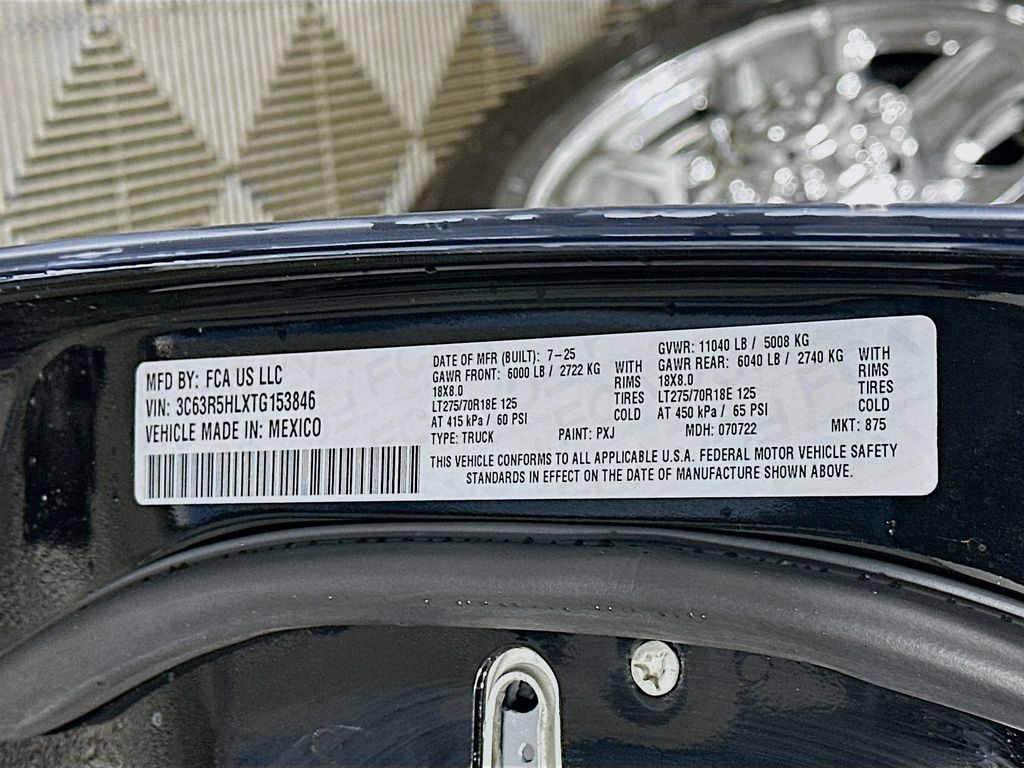 MFD BY: FCA US LLC
VIN: 3C63R5HLXTG153846
VEHICLE MADE IN: MEXICO
DATE OF MFR (BUILT): 7-25
GAWR FRONT: 6000 LB / 2722 KG WITH
18X8.0 RIMS
LT275/70R18E 125 TIRES
AT 415 kPa / 60 PSI COLD
GVWR: 11040 LB / 5008 KG
GAWR REAR: 6040 LB / 2740 KG WITH
18X8.0 RIMS
LT275/70R18E 125 TIRES
AT 450 kPa / 65 PSI COLD
TYPE: TRUCK PAINT: PXJ MDH: 070722 MKT: 875
THIS VEHICLE CONFORMS TO ALL APPLICABLE U.S.A. FEDERAL MOTOR VEHICLE SAFETY
STANDARDS IN EFFECT ON THE DATE OF MANUFACTURE SHOWN ABOVE.